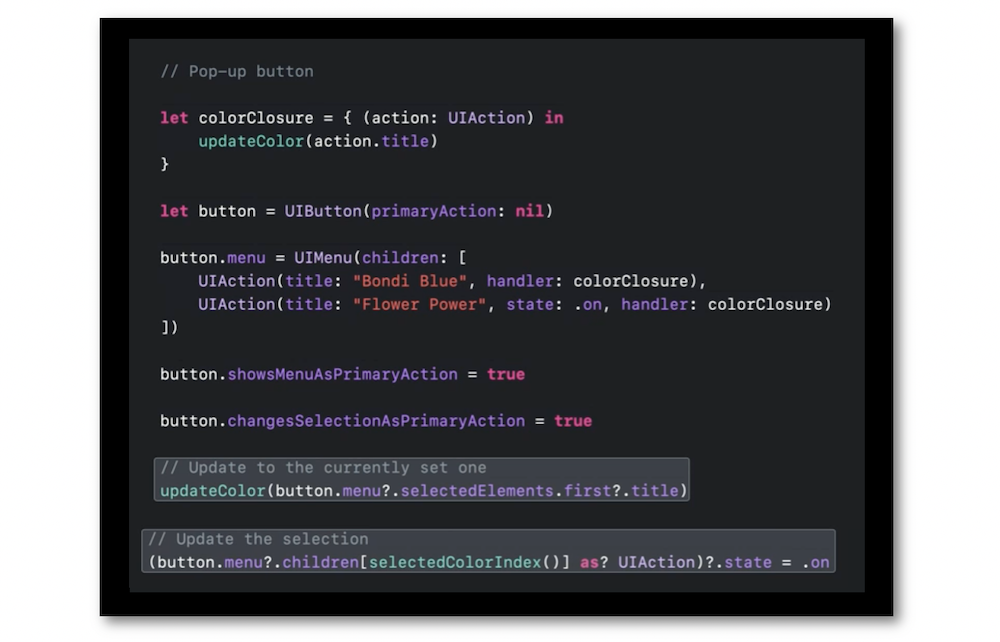 // Pop-up button
let colorClosure = { (action: UIAction) in
updateColor(action.title)
}
let button = UIButton(primaryAction: nil)
button.menu = UIMenu(children: [
UIAction(title: "Bondi Blue", handler: colorClosure),
UIAction(title: "Flower Power", state: .on, handler: colorClosure)
])
button.showsMenuAsPrimaryAction = true
button.changesSelectionAsPrimaryAction = true
// Update to the currently set one
updateColor(button.menu?.selectedElements.first?.title)
// Update the selection
(button.menu?.children[selectedColorIndex()] as? UIAction)?.state = .on